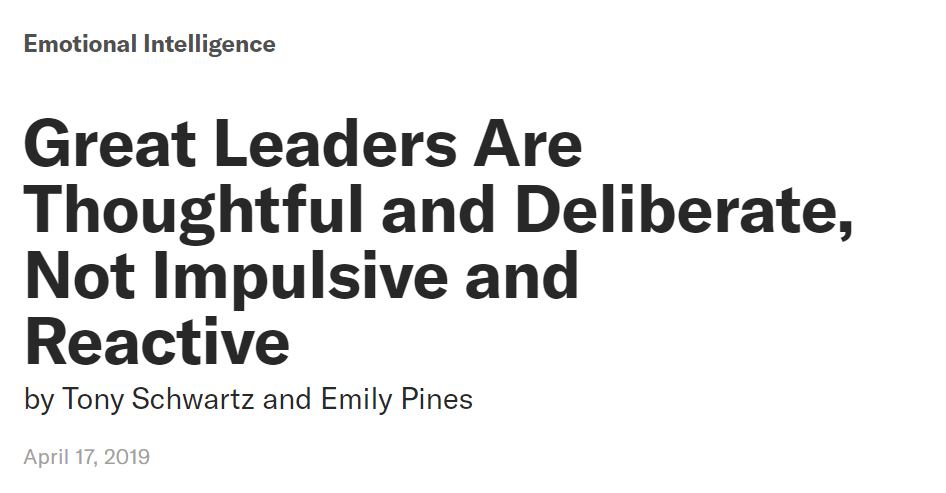 Emotional Intelligence
Great Leaders Are
Thoughtful and Deliberate,
Not Impulsive and
Reactive
by Tony Schwartz and Emily Pines
April 17, 2019